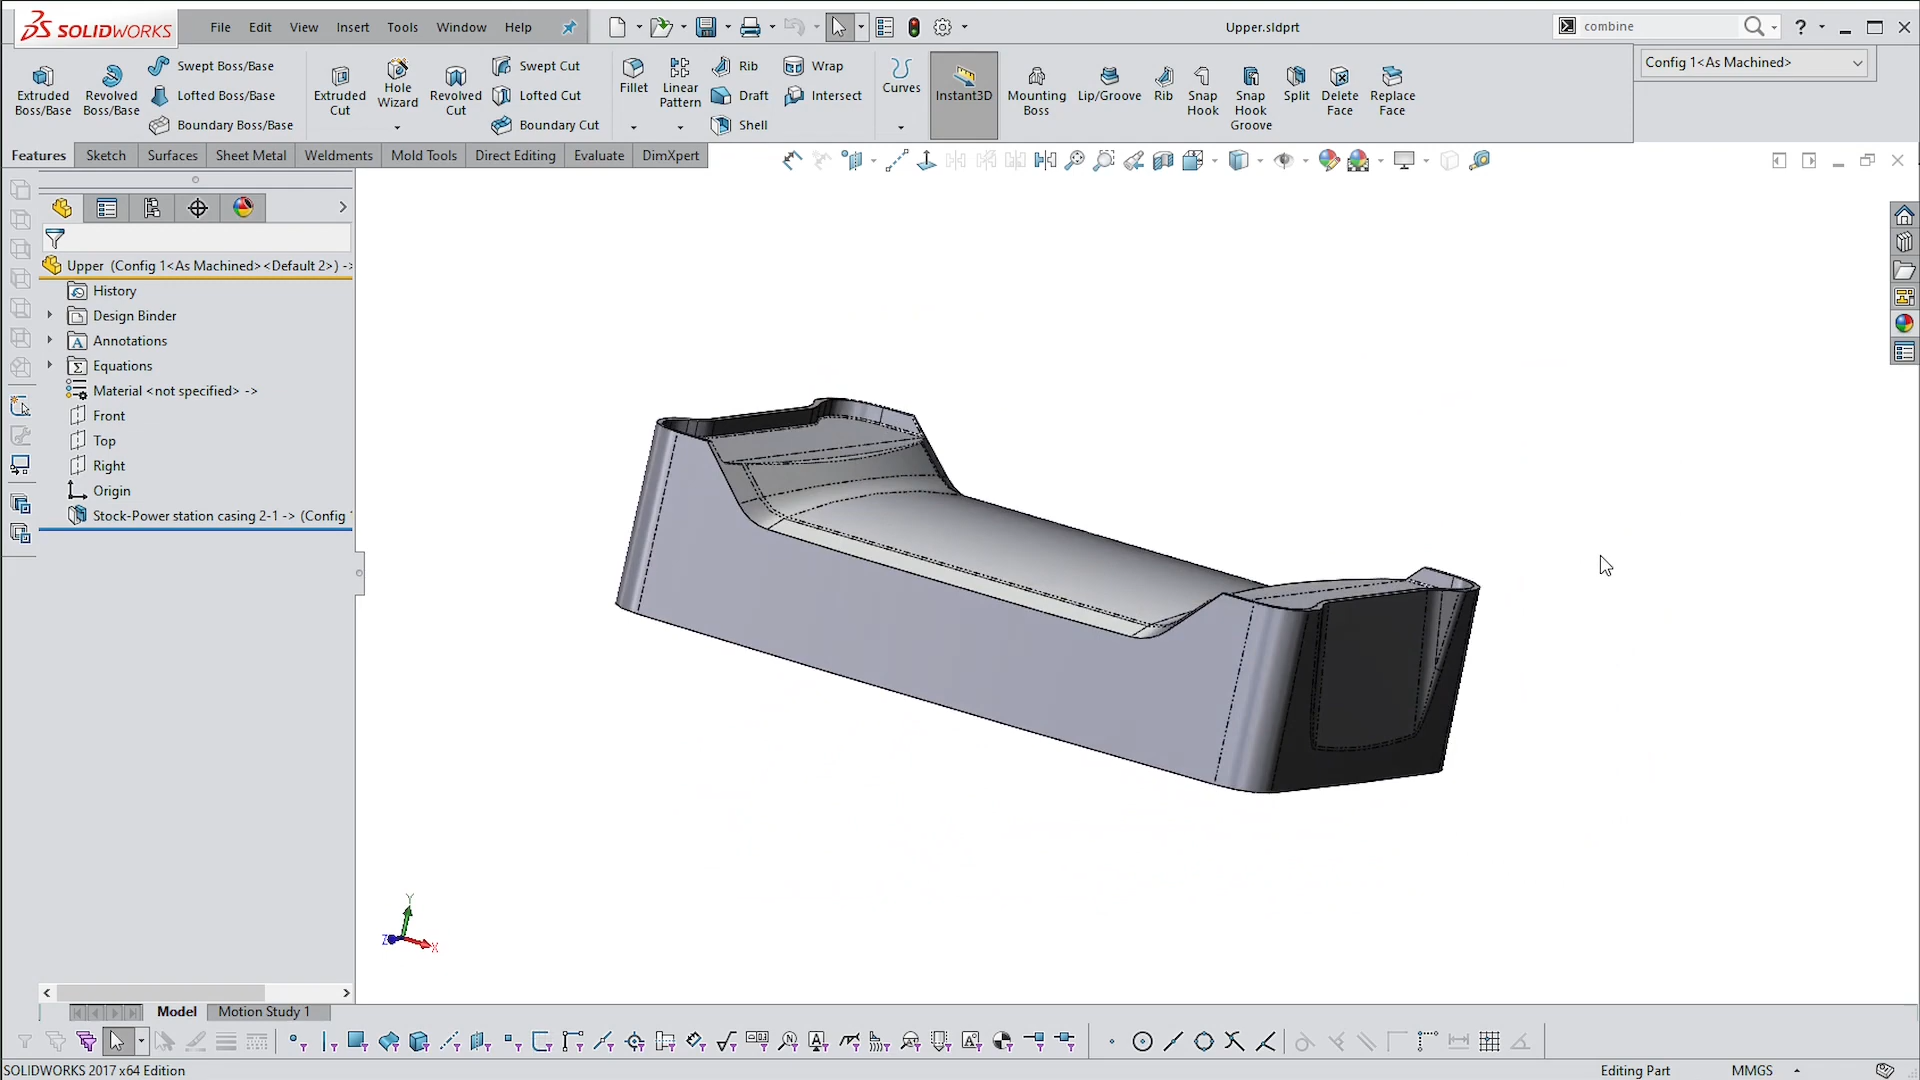 SOLIDWORKS File Edit View Insert Tools Window Help Upper.sldprt combine ?
Config 1<As Machined>
Extruded Boss/Base
Revolved Boss/Base
Swept Boss/Base
Lofted Boss/Base
Boundary Boss/Base
Extruded Cut
Hole Wizard
Revolved Cut
Swept Cut
Lofted Cut
Boundary Cut
Fillet
Linear Pattern
Rib
Draft
Shell
Wrap
Intersect
Curves
Instant3D
Mounting Boss
Lip/Groove
Rib
Snap Hook
Snap Hook Groove
Split
Delete Face
Replace Face
Features Sketch Surfaces Sheet Metal Weldments Mold Tools Direct Editing Evaluate DimXpert
Upper (Config 1<As Machined><Default 2>) ->
History
Design Binder
Annotations
Equations
Material <not specified> ->
Front
Top
Right
Origin
Stock-Power station casing 2-1 -> (Config
Y
Z
X
Model Motion Study 1
SOLIDWORKS 2017 x64 Edition Editing Part MMGS